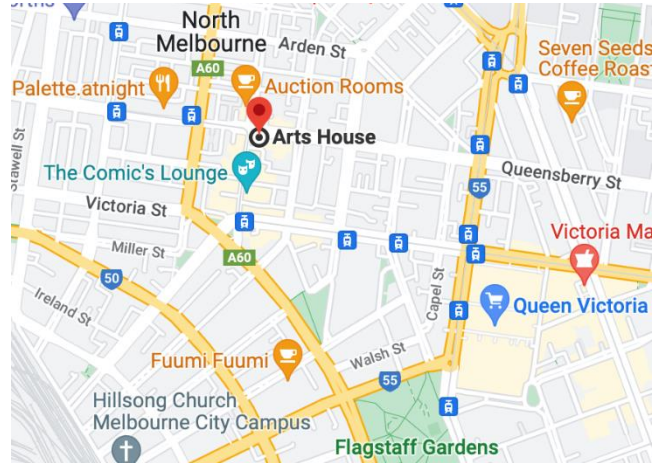 North
Melbourne
Arden St
A60
Seven Seeds
Coffee Roast
Palette.atnight
Auction Rooms
Arts House
Stawell St
The Comic's Lounge
Queensberry St
55
Victoria St
Victoria Ma
Miller St
A60
50
Capel St
Ireland St
Queen Victoria
Walsh St
Fuumi Fuumi
55
Hillsong Church
Melbourne City Campus
Flagstaff Gardens